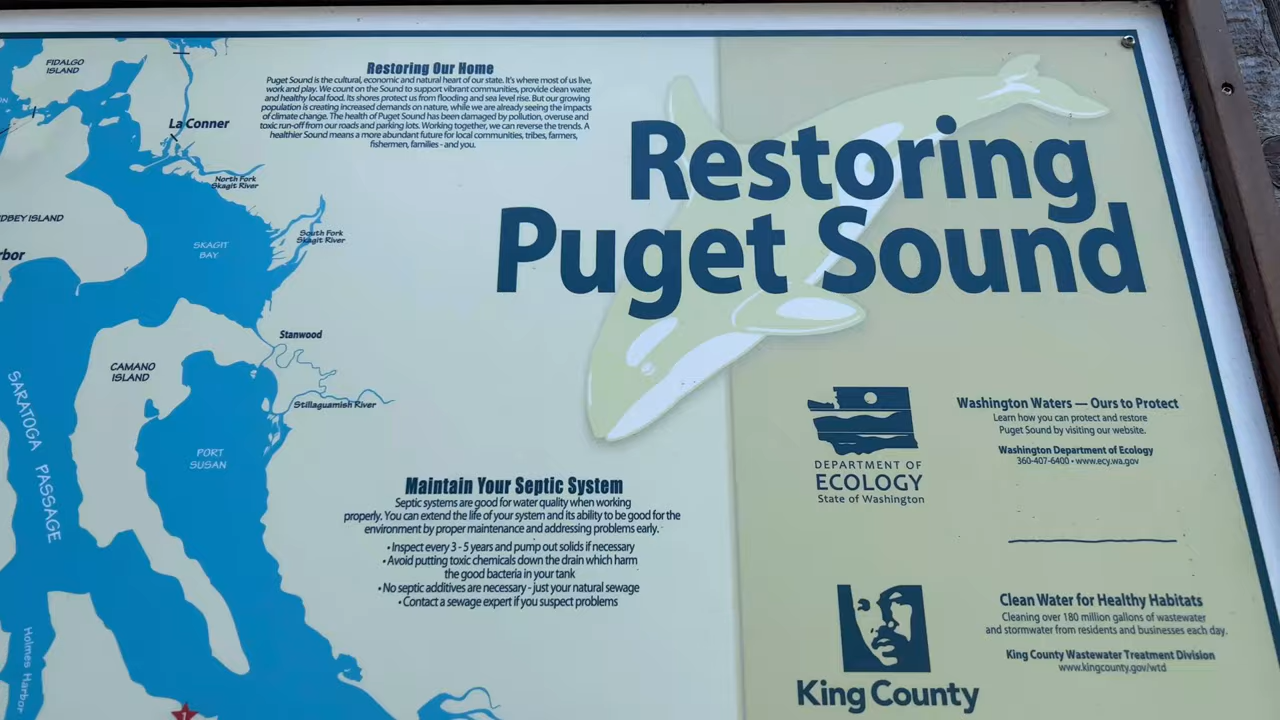 FIDALGO
ISLAND
La Conner
North Fork
Skagit River
DBEY ISLAND
rbor
SKAGIT
BAY
South Fork
Skagit River
Stanwood
CAMANO
ISLAND
Stillaguamish River
SARATOGA PASSAGE
PORT
SUSAN
Holmes Harbor
1
Restoring Our Home
Puget Sound is the cultural, economic and natural heart of our state. It's where most of us live,
work and play. We count on the Sound to support vibrant communities, provide clean water
and healthy local food. Its shores protect us from flooding and sea level rise. But our growing
population is creating increased demands on nature, while we are already seeing the impacts
of climate change. The health of Puget Sound has been damaged by pollution, overuse and
toxic run-off from our roads and parking lots. Working together, we can reverse the trends. A
healthier Sound means a more abundant future for local communities, tribes, farmers,
fishermen, families - and you.
Restoring
Puget Sound
Maintain Your Septic System
Septic systems are good for water quality when working
properly. You can extend the life of your system and its ability to be good for the
environment by proper maintenance and addressing problems early.
• Inspect every 3 - 5 years and pump out solids if necessary
• Avoid putting toxic chemicals down the drain which harm
the good bacteria in your tank
• No septic additives are necessary - just your natural sewage
• Contact a sewage expert if you suspect problems
DEPARTMENT OF
ECOLOGY
State of Washington
Washington Waters — Ours to Protect
Learn how you can protect and restore
Puget Sound by visiting our website.
Washington Department of Ecology
360-407-6400 • www.ecy.wa.gov
King County
Clean Water for Healthy Habitats
Cleaning over 180 million gallons of wastewater
and stormwater from residents and businesses each day.
King County Wastewater Treatment Division
www.kingcounty.gov/wtd